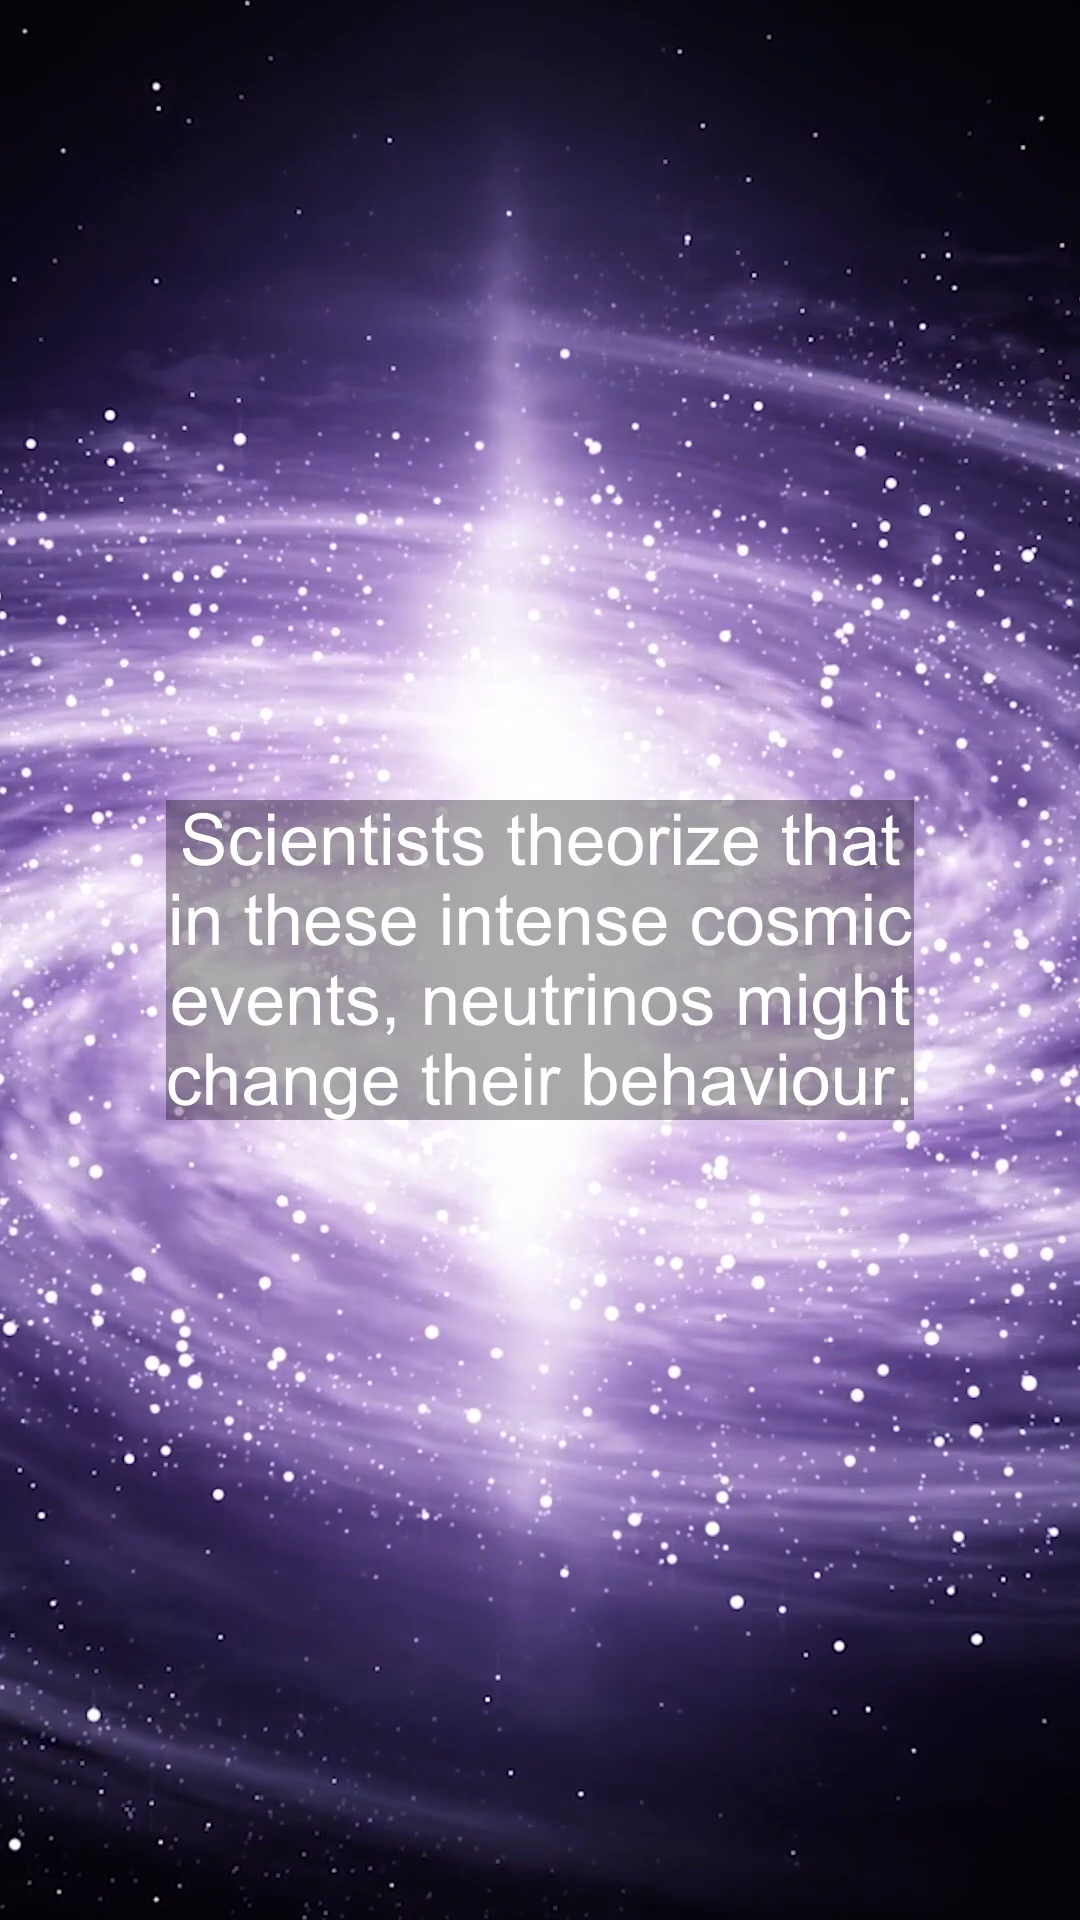 Scientists theorize that
in these intense cosmic
events, neutrinos might
change their behaviour.